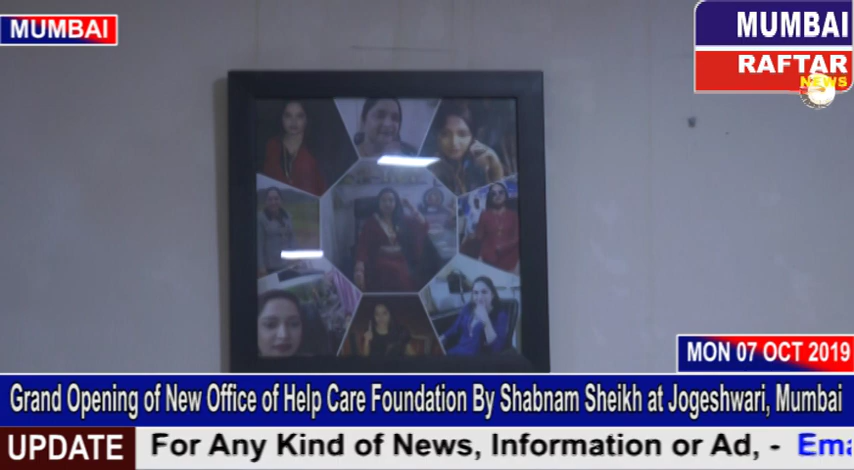 MUMBAI
MUMBAI
RAFTAR
NEWS
MON 07 OCT 2019
Grand Opening of New Office of Help Care Foundation By Shabnam Sheikh at Jogeshwari, Mumbai
UPDATE For Any Kind of News, Information or Ad, - Ema